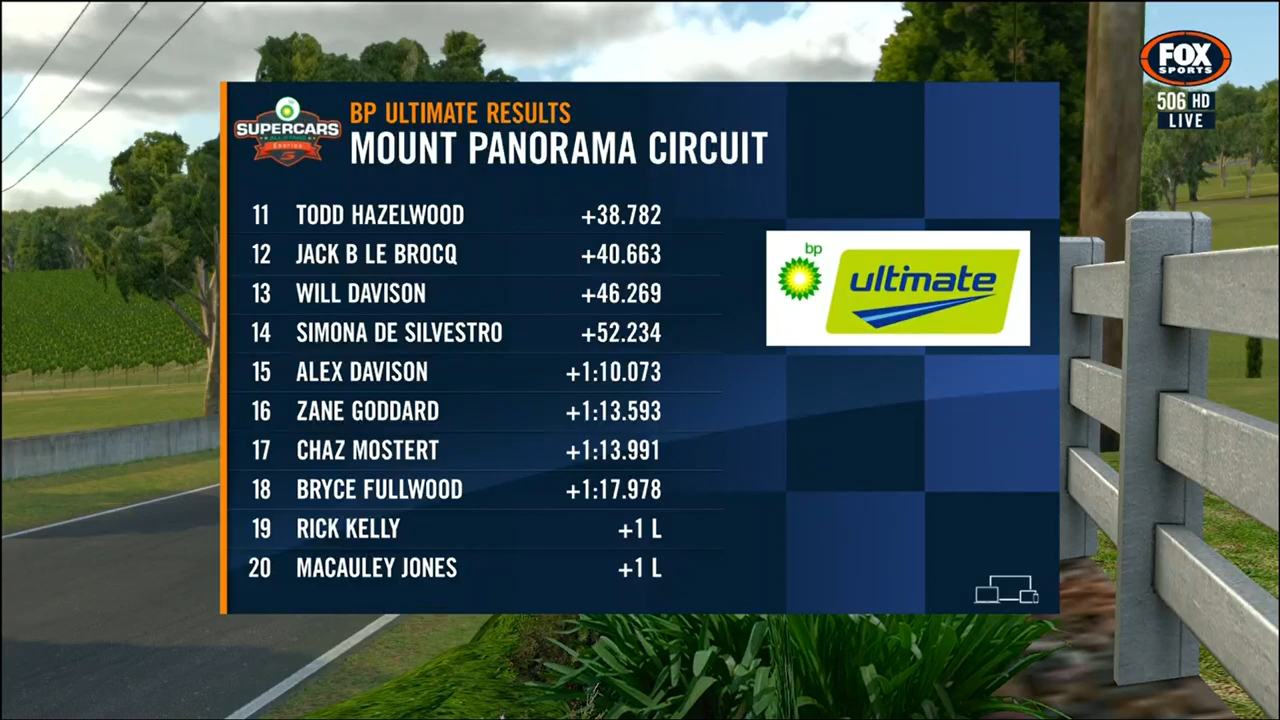 FOX
SPORTS
506 HD
LIVE
SUPERCARS
BP ULTIMATE RESULTS
MOUNT PANORAMA CIRCUIT
11 TODD HAZELWOOD +38.782
12 JACK B LE BROCQ +40.663
13 WILL DAVISON +46.269
14 SIMONA DE SILVESTRO +52.234
15 ALEX DAVISON +1:10.073
16 ZANE GODDARD +1:13.593
17 CHAZ MOSTERT +1:13.991
18 BRYCE FULLWOOD +1:17.978
19 RICK KELLY +1 L
20 MACAULEY JONES +1 L
bp
ultimate